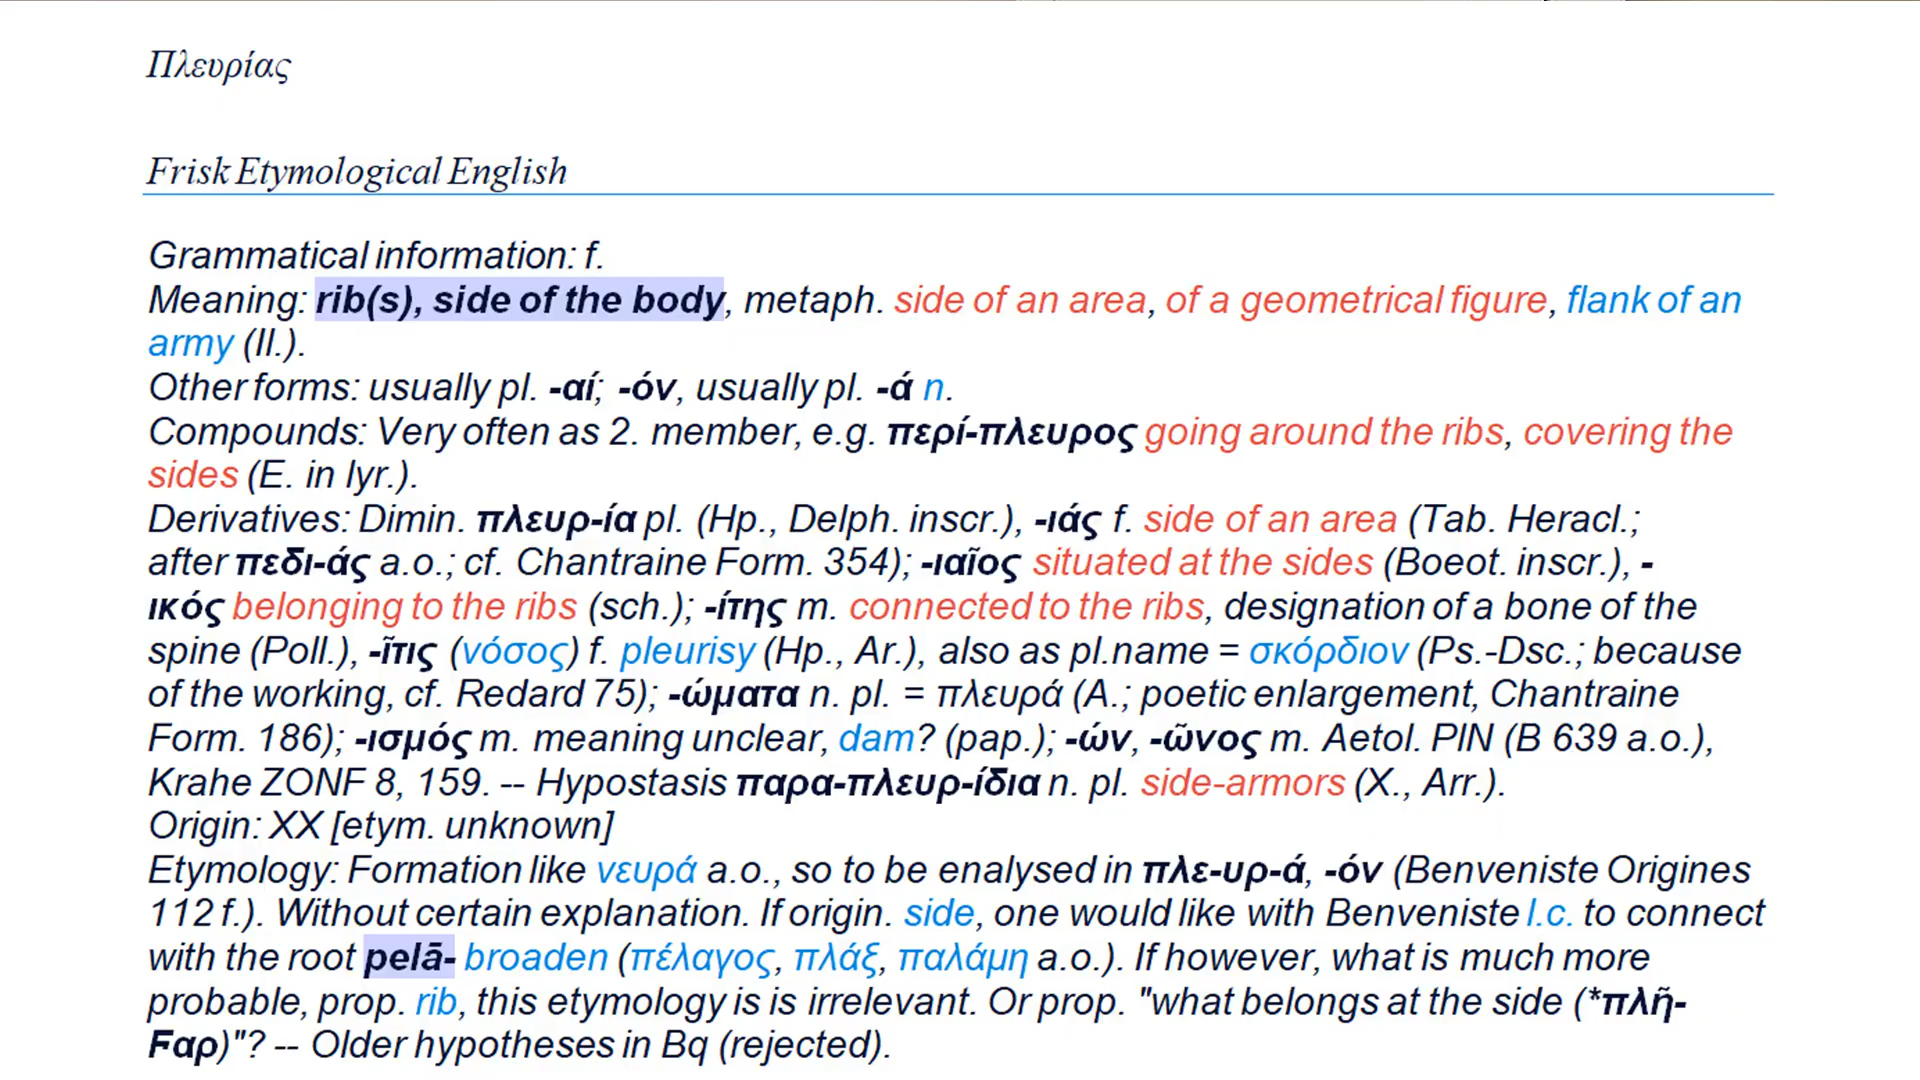 Πλευρίας
Frisk Etymological English
Grammatical information: f.
Meaning: rib(s), side of the body, metaph. side of an area, of a geometrical figure, flank of an
army (Il.).
Other forms: usually pl. -αί; -όν, usually pl. -ά n.
Compounds: Very often as 2. member, e.g. περί-πλευρος going around the ribs, covering the
sides (E. in lyr.).
Derivatives: Dimin. πλευρ-ία pl. (Hp., Delph. inscr.), -ιάς f. side of an area (Tab. Heracl.;
after πεδι-άς a.o.; cf. Chantraine Form. 354); -ιαῖος situated at the sides (Boeot. inscr.), -
ικός belonging to the ribs (sch.); -ίτης m. connected to the ribs, designation of a bone of the
spine (Poll.), -ῖτις (νόσος) f. pleurisy (Hp., Ar.), also as pl.name = σκόρδιον (Ps.-Dsc.; because
of the working, cf. Redard 75); -ώματα n. pl. = πλευρά (A.; poetic enlargement, Chantraine
Form. 186); -ισμός m. meaning unclear, dam? (pap.); -ών, -ῶνος m. Aetol. PlN (Β 639 a.o.),
Krahe ZONF 8, 159. -- Hypostasis παρα-πλευρ-ίδια n. pl. side-armors (X., Arr.).
Origin: XX [etym. unknown]
Etymology: Formation like νευρά a.o., so to be enalysed in πλε-υρ-ά, -όν (Benveniste Origines
112 f.). Without certain explanation. If origin. side, one would like with Benveniste l.c. to connect
with the root pelā- broaden (πέλαγος, πλάξ, παλάμη a.o.). If however, what is much more
probable, prop. rib, this etymology is is irrelevant. Or prop. "what belongs at the side (*πλῆ-
Ϝαρ)"? -- Older hypotheses in Bq (rejected).